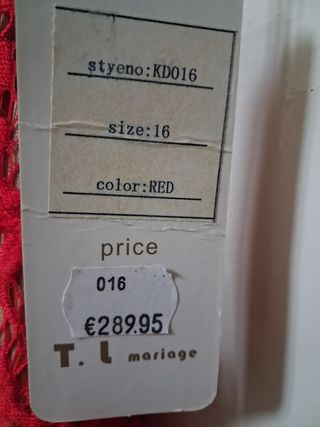 styeno:KD016
size:16
color:RED
price
016
€289.95
T. L mariage